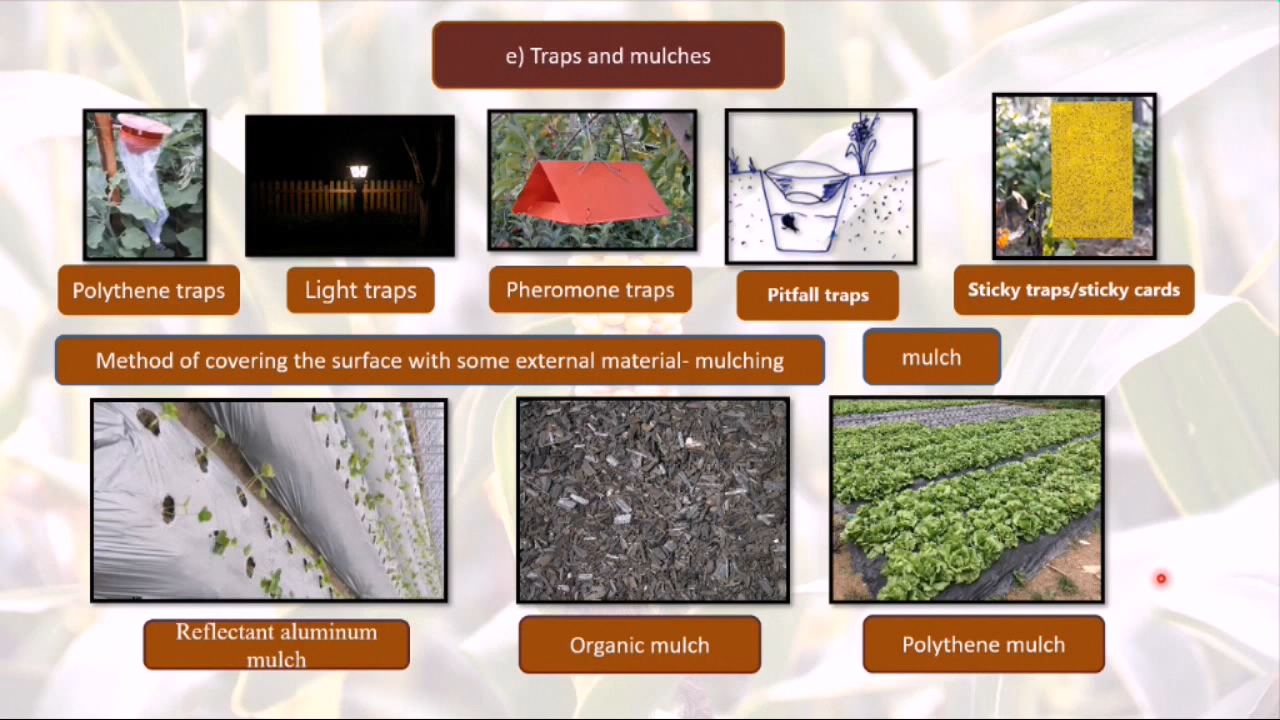 e) Traps and mulches
Polythene traps
Light traps
Pheromone traps
Pitfall traps
Sticky traps/sticky cards
Method of covering the surface with some external material- mulching
mulch
Reflectant aluminum
mulch
Organic mulch
Polythene mulch